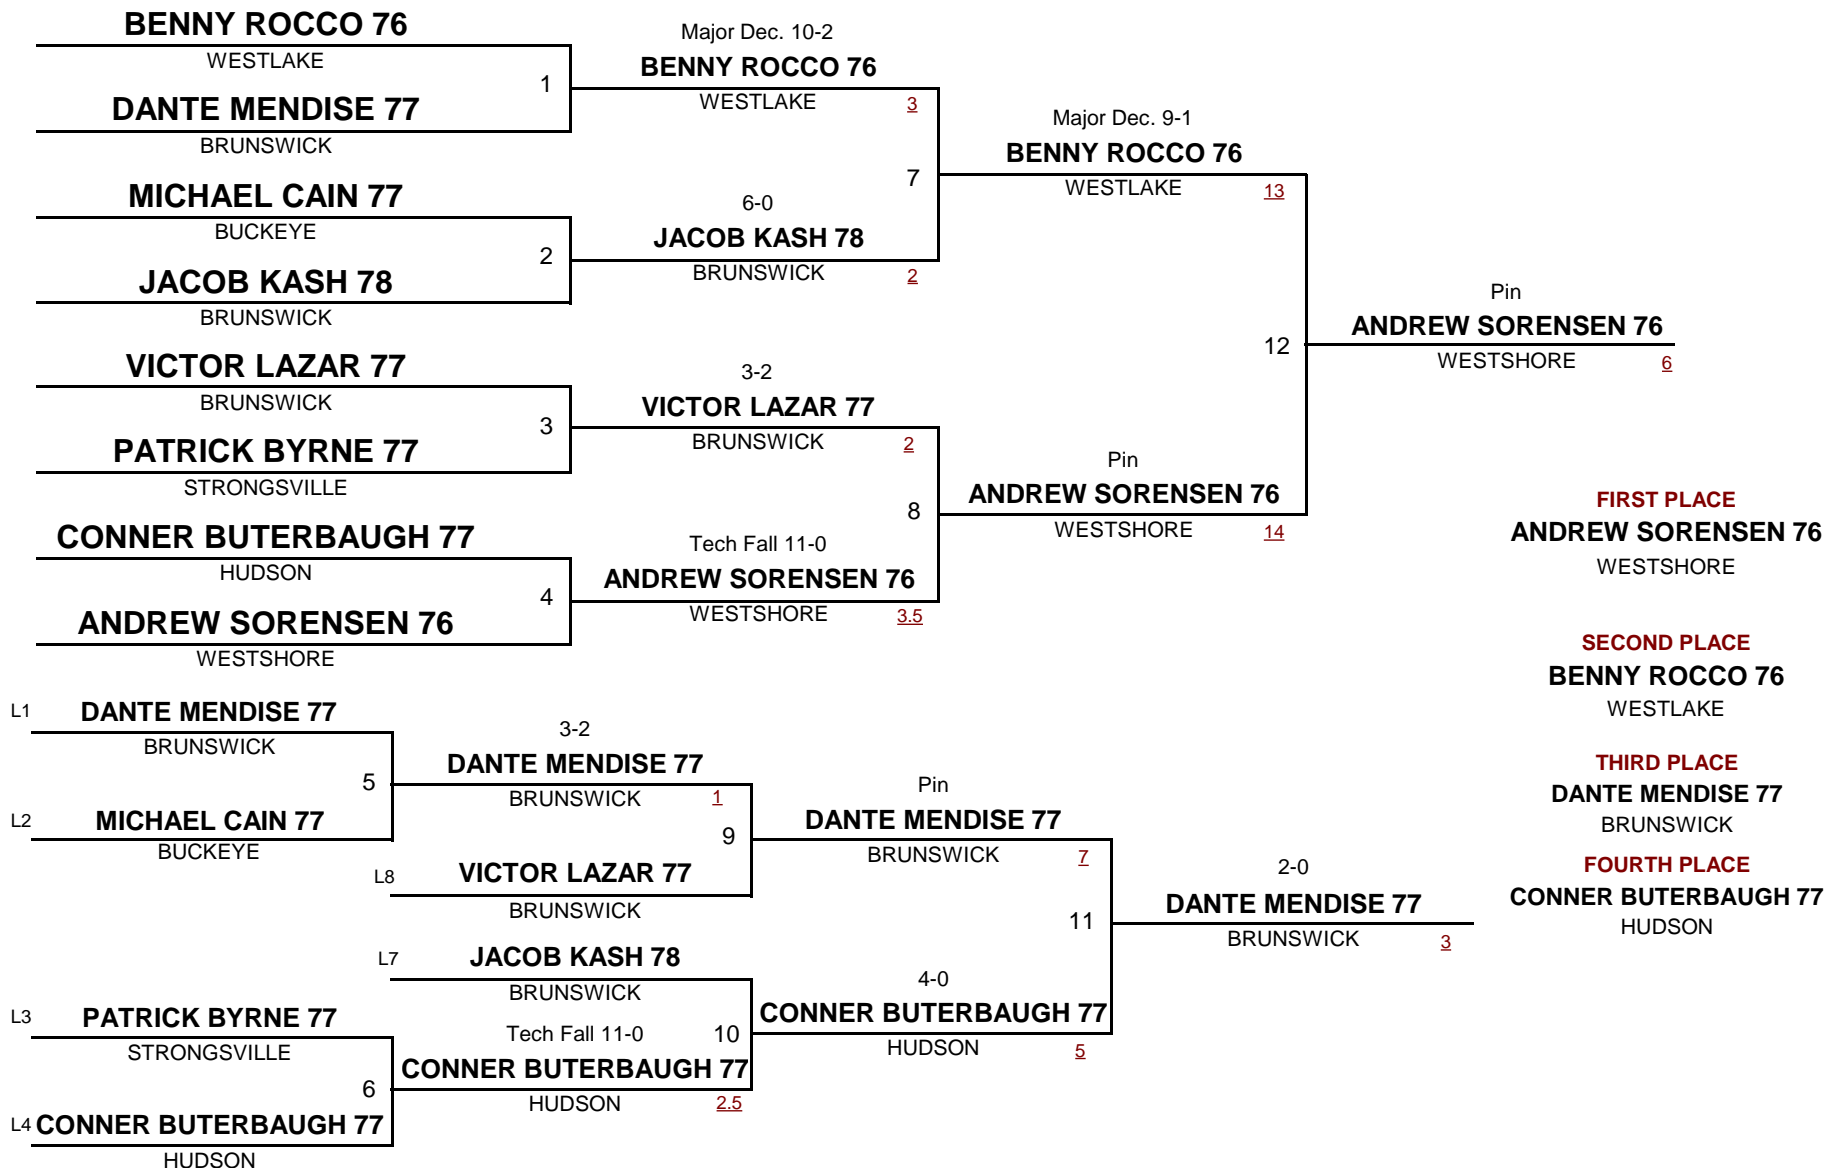 BENNY ROCCO 76
WESTLAKE
1
DANTE MENDISE 77
BRUNSWICK
Major Dec. 10-2
BENNY ROCCO 76
WESTLAKE 3
MICHAEL CAIN 77
BUCKEYE
2
JACOB KASH 78
BRUNSWICK
6-0
JACOB KASH 78
BRUNSWICK 2
7
Major Dec. 9-1
BENNY ROCCO 76
WESTLAKE 13
VICTOR LAZAR 77
BRUNSWICK
3
PATRICK BYRNE 77
STRONGSVILLE
3-2
VICTOR LAZAR 77
BRUNSWICK 2
CONNER BUTERBAUGH 77
HUDSON
4
ANDREW SORENSEN 76
WESTSHORE
Tech Fall 11-0
ANDREW SORENSEN 76
WESTSHORE 3.5
8
Pin
ANDREW SORENSEN 76
WESTSHORE 14
12
Pin
ANDREW SORENSEN 76
WESTSHORE 6
FIRST PLACE
ANDREW SORENSEN 76
WESTSHORE
SECOND PLACE
BENNY ROCCO 76
WESTLAKE
THIRD PLACE
DANTE MENDISE 77
BRUNSWICK
FOURTH PLACE
CONNER BUTERBAUGH 77
HUDSON
L1 DANTE MENDISE 77
BRUNSWICK
5
L2 MICHAEL CAIN 77
BUCKEYE
3-2
DANTE MENDISE 77
BRUNSWICK 1
9
L8 VICTOR LAZAR 77
BRUNSWICK
Pin
DANTE MENDISE 77
BRUNSWICK 7
L7 JACOB KASH 78
BRUNSWICK
10
L3 PATRICK BYRNE 77
STRONGSVILLE
6
L4 CONNER BUTERBAUGH 77
HUDSON
Tech Fall 11-0
CONNER BUTERBAUGH 77
HUDSON 2.5
4-0
CONNER BUTERBAUGH 77
HUDSON 5
11
2-0
DANTE MENDISE 77
BRUNSWICK 3